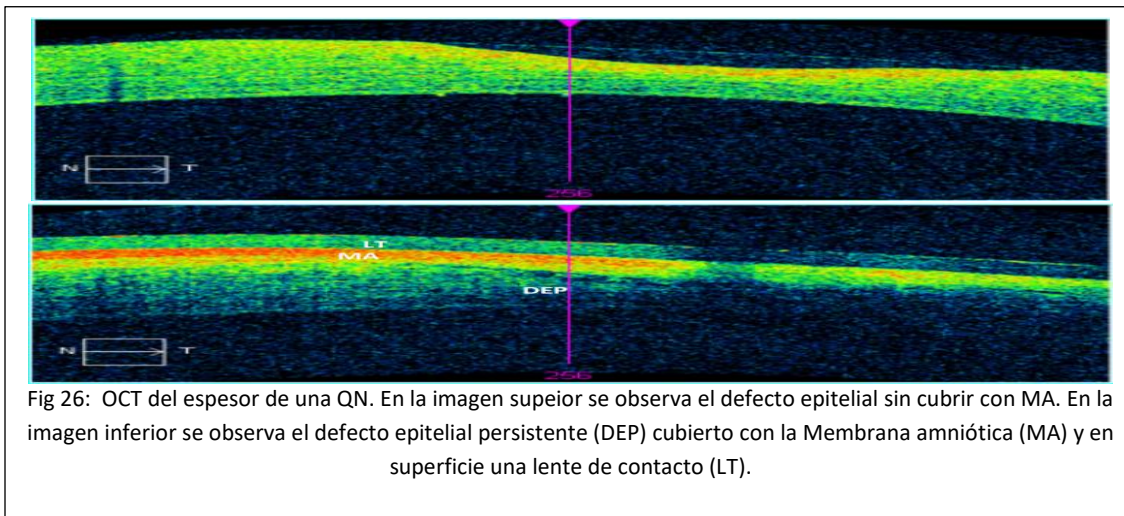 N T
256
LT
MA
DEP
N T
256
Fig 26: OCT del espesor de una QN. En la imagen supeior se observa el defecto epitelial sin cubrir con MA. En la
imagen inferior se observa el defecto epitelial persistente (DEP) cubierto con la Membrana amniótica (MA) y en
superficie una lente de contacto (LT).